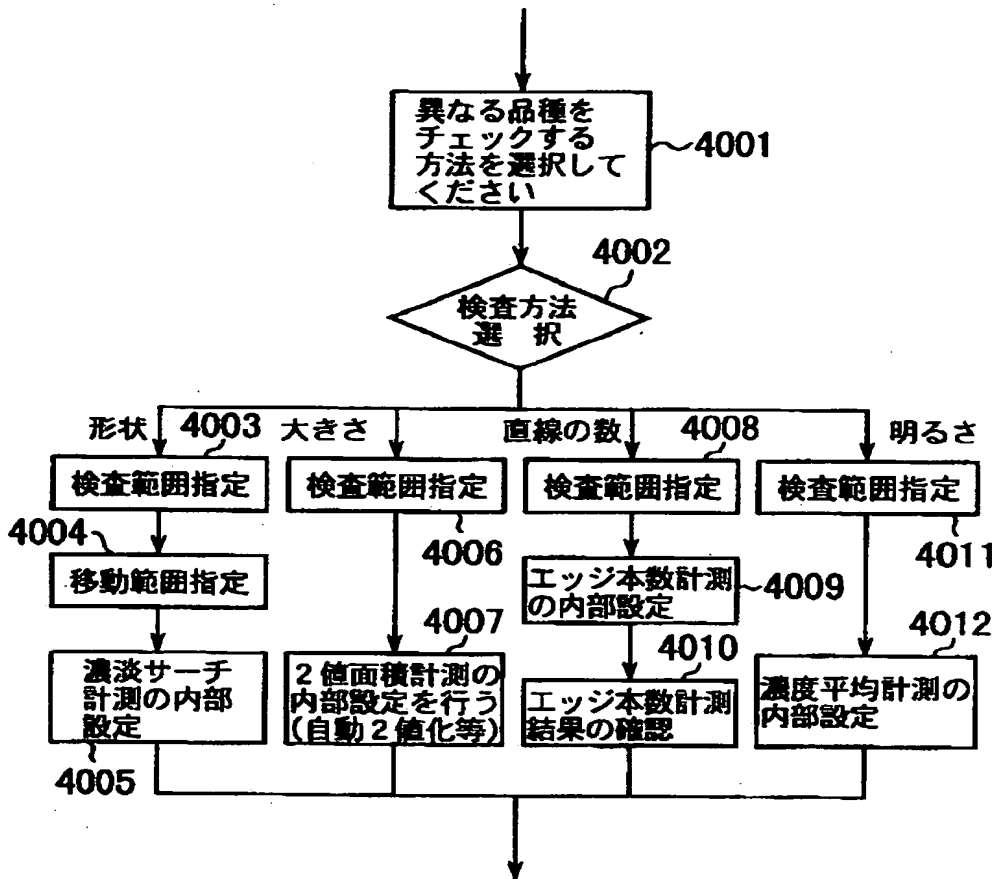 異なる品種を
チェックする
方法を選択して
ください
4001
4002
検査方法
選 択
形状
4003
検査範囲指定
4004
移動範囲指定
濃淡サーチ
計測の内部
設定
4005
大きさ
検査範囲指定
4006
4007
2値面積計測の
内部設定を行う
(自動2値化等)
直線の数
4008
検査範囲指定
エッジ本数計測
の内部設定
4009
4010
エッジ本数計測
結果の確認
明るさ
検査範囲指定
4011
4012
濃度平均計測の
内部設定